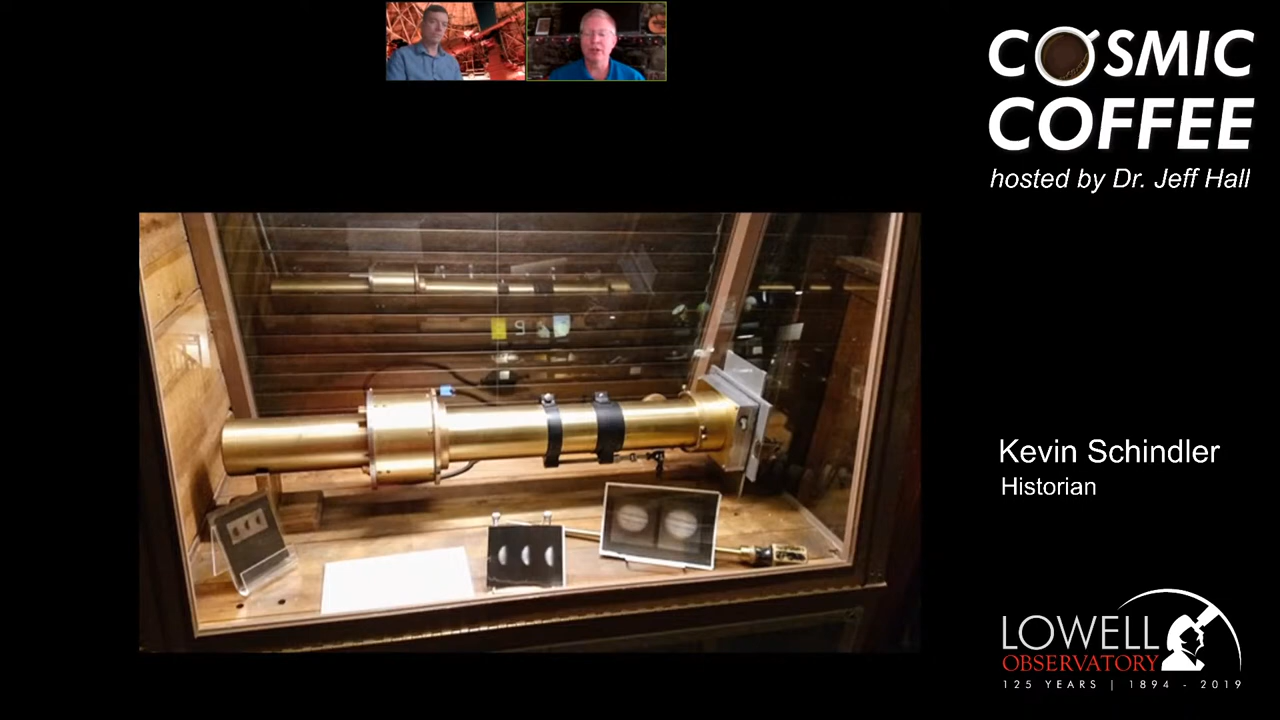 COSMIC
COFFEE
hosted by Dr. Jeff Hall
Kevin Schindler
Historian
LOWELL
OBSERVATORY
125 YEARS | 1894 - 2019